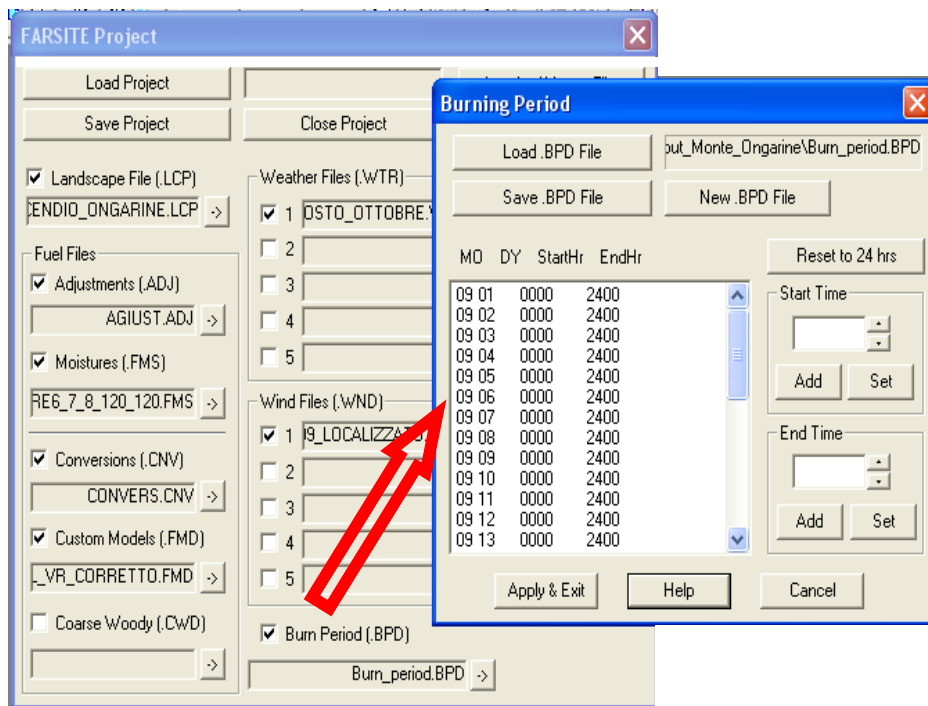 FARSITE Project
Load Project
Save Project
Close Project
Landscape File (.LCP)
CENDIO_ONGARINE.LCP ->
Fuel Files
Adjustments (.ADJ)
AGIUST.ADJ ->
Moistures (.FMS)
RE6_7_8_120_120.FMS ->
Conversions (.CNV)
CONVERS.CNV ->
Custom Models (.FMD)
L_VR_CORRETTO.FMD ->
Coarse Woody (.CWD)
->
Weather Files (.WTR)
1 OSTO_OTTOBRE.
2
3
4
5
Wind Files (.WND)
1 9_LOCALIZZATO
2
3
4
5
Burn Period (.BPD)
Burn_period.BPD ->
Burning Period
Load .BPD File
out_Monte_Ongarine\Burn_period.BPD
Save .BPD File
New .BPD File
MO DY StartHr EndHr
09 01 0000 2400
09 02 0000 2400
09 03 0000 2400
09 04 0000 2400
09 05 0000 2400
09 06 0000 2400
09 07 0000 2400
09 08 0000 2400
09 09 0000 2400
09 10 0000 2400
09 11 0000 2400
09 12 0000 2400
09 13 0000 2400
Reset to 24 hrs
Start Time
Add Set
End Time
Add Set
Apply & Exit
Help
Cancel